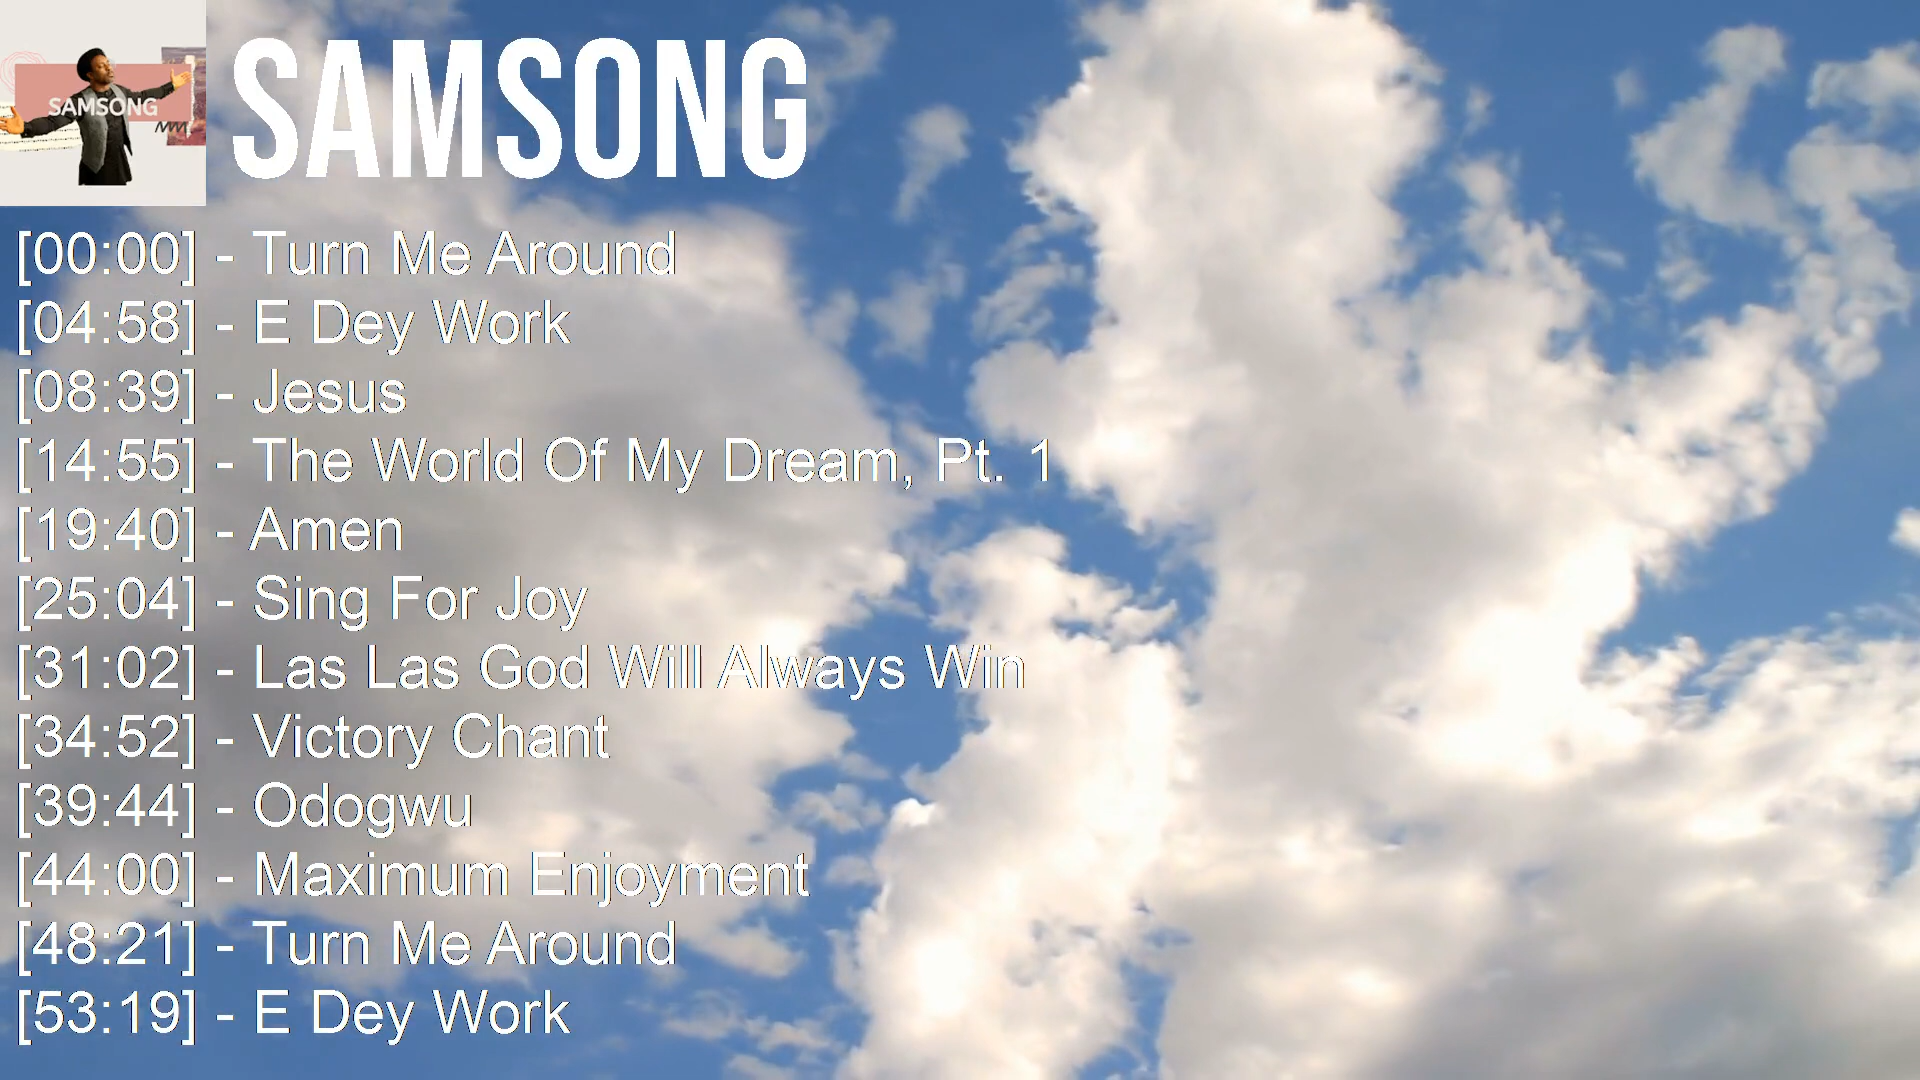 SAMSONG
SAMSONG
[00:00] - Turn Me Around
[04:58] - E Dey Work
[08:39] - Jesus
[14:55] - The World Of My Dream, Pt. 1
[19:40] - Amen
[25:04] - Sing For Joy
[31:02] - Las Las God Will Always Win
[34:52] - Victory Chant
[39:44] - Odogwu
[44:00] - Maximum Enjoyment
[48:21] - Turn Me Around
[53:19] - E Dey Work